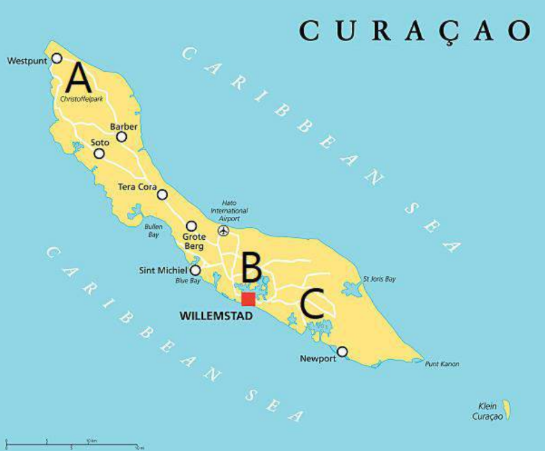 CURAÇAO
CARIBBEAN SEA
Westpunt
A
Christoffelpark
Barber
Soto
Tera Cora
Hato
International
Airport
Bullen
Bay
Grote
Berg
B
Sint Michiel
Blue Bay
St Joris Bay
C
WILLEMSTAD
CARIBBEAN SEA
Newport
Punt Kanon
Klein
Curaçao